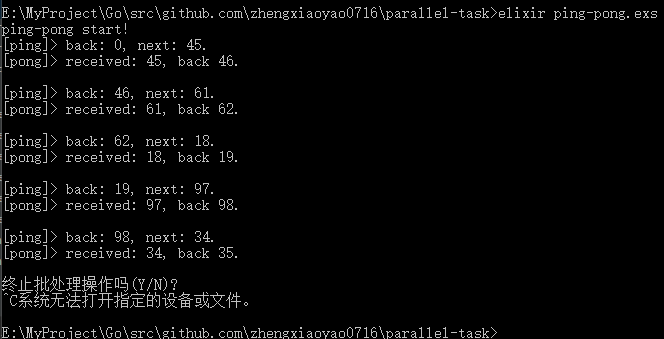 E:\MyProject\Go\src\github.com\zhengxiaoyao0716\parallel-task>elixir ping-pong.exs
ping-pong start!
[ping]> back: 0, next: 45.
[pong]> received: 45, back 46.
[ping]> back: 46, next: 61.
[pong]> received: 61, back 62.
[ping]> back: 62, next: 18.
[pong]> received: 18, back 19.
[ping]> back: 19, next: 97.
[pong]> received: 97, back 98.
[ping]> back: 98, next: 34.
[pong]> received: 34, back 35.
终止批处理操作吗(Y/N)?
^C系统无法打开指定的设备或文件。
E:\MyProject\Go\src\github.com\zhengxiaoyao0716\parallel-task>